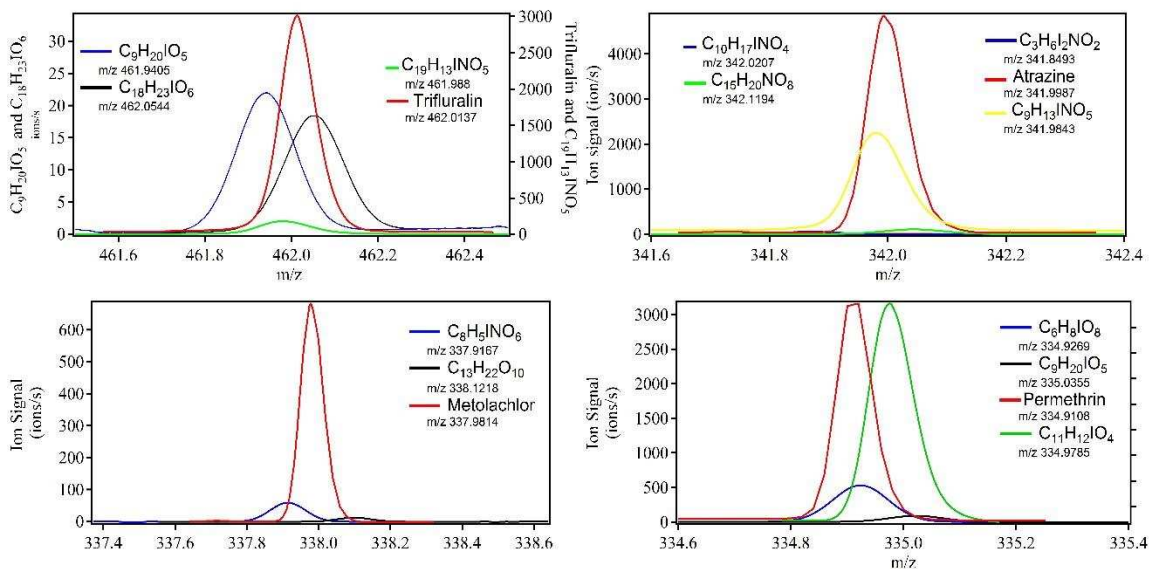 C₉H₂₀IO₅ and C₁₈H₂₃IO₆
ions/s
30
25
20
15
10
5
0
C₉H₂₀IO₅
m/z 461.9405
C₁₈H₂₃IO₆
m/z 462.0544
C₁₉H₁₃INO₅
m/z 461.988
Trifluralin
m/z 462.0137
3000
2500
2000
1500
1000
500
0
Trifluralin and C₁₉H₁₃INO₅
461.6 461.8 462.0 462.2 462.4
m/z
Ion signal (ion/s)
4000
3000
2000
1000
0
C₁₀H₁₇INO₄
m/z 342.0207
C₁₅H₂₀NO₈
m/z 342.1194
C₃H₆I₂NO₂
m/z 341.8493
Atrazine
m/z 341.9987
C₉H₁₃INO₅
m/z 341.9843
341.6 341.8 342.0 342.2 342.4
m/z
Ion Signal
(ions/s)
600
500
400
300
200
100
0
C₈H₅INO₆
m/z 337.9167
C₁₃H₂₂O₁₀
m/z 338.1218
Metolachlor
m/z 337.9814
337.4 337.6 337.8 338.0 338.2 338.4 338.6
Ion Signal
(ions/s)
3000
2500
2000
1500
1000
500
0
C₆H₈IO₈
m/z 334.9269
C₉H₂₀IO₅
m/z 335.0355
Permethrin
m/z 334.9108
C₁₁H₁₂IO₄
m/z 334.9785
334.6 334.8 335.0 335.2 335.4
m/z